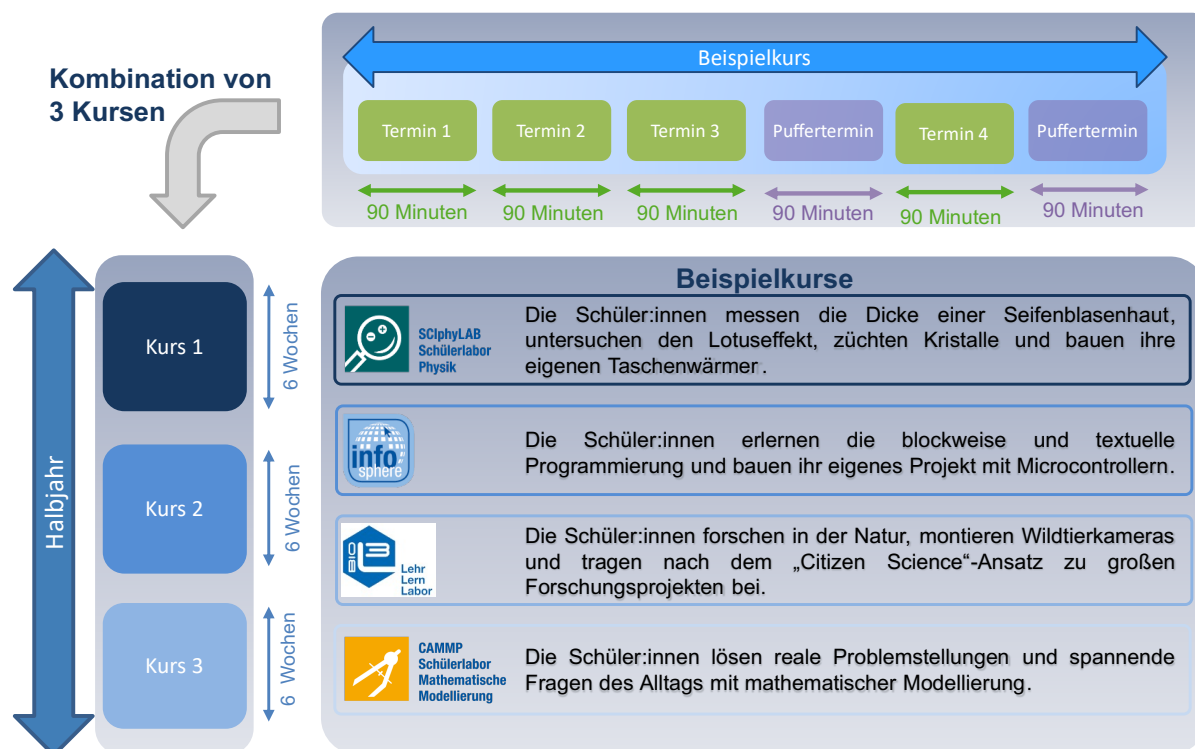 Kombination von
3 Kursen
Beispielkurs
Termin 1
Termin 2
Termin 3
Puffertermin
Termin 4
Puffertermin
90 Minuten
90 Minuten
90 Minuten
90 Minuten
90 Minuten
90 Minuten
Halbjahr
Kurs 1
6 Wochen
Kurs 2
6 Wochen
Kurs 3
6 Wochen
Beispielkurse
SCIphyLAB
Schülerlabor
Physik
Die Schüler:innen messen die Dicke einer Seifenblasenhaut,
untersuchen den Lotuseffekt, züchten Kristalle und bauen ihre
eigenen Taschenwärmer.
info
sphere
Die Schüler:innen erlernen die blockweise und textuelle
Programmierung und bauen ihr eigenes Projekt mit Microcontrollern.
BIO
L3
Lehr
Lern
Labor
Die Schüler:innen forschen in der Natur, montieren Wildtierkameras
und tragen nach dem „Citizen Science“-Ansatz zu großen
Forschungsprojekten bei.
CAMMP
Schülerlabor
Mathematische
Modellierung
Die Schüler:innen lösen reale Problemstellungen und spannende
Fragen des Alltags mit mathematischer Modellierung.